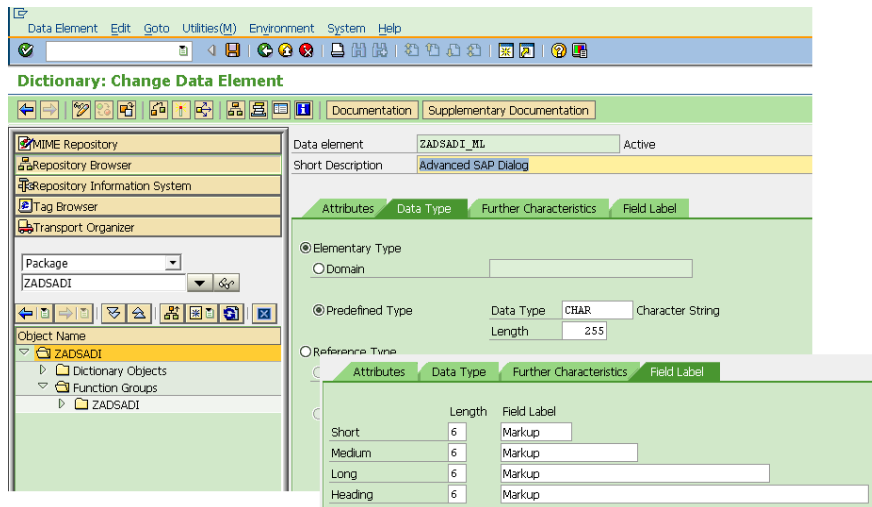 Data Element Edit Goto Utilities(M) Environment System Help
Dictionary: Change Data Element
Documentation Supplementary Documentation
MIME Repository
Repository Browser
Repository Information System
Tag Browser
Transport Organizer
Package
ZADSADI
Object Name
ZADSADI
Dictionary Objects
Function Groups
ZADSADI
Data element ZADSADI_ML Active
Short Description Advanced SAP Dialog
Attributes Data Type Further Characteristics Field Label
Elementary Type
Domain
Predefined Type Data Type CHAR Character String
Length 255
Reference Type
Attributes Data Type Further Characteristics Field Label
Length Field Label
Short 6 Markup
Medium 6 Markup
Long 6 Markup
Heading 6 Markup